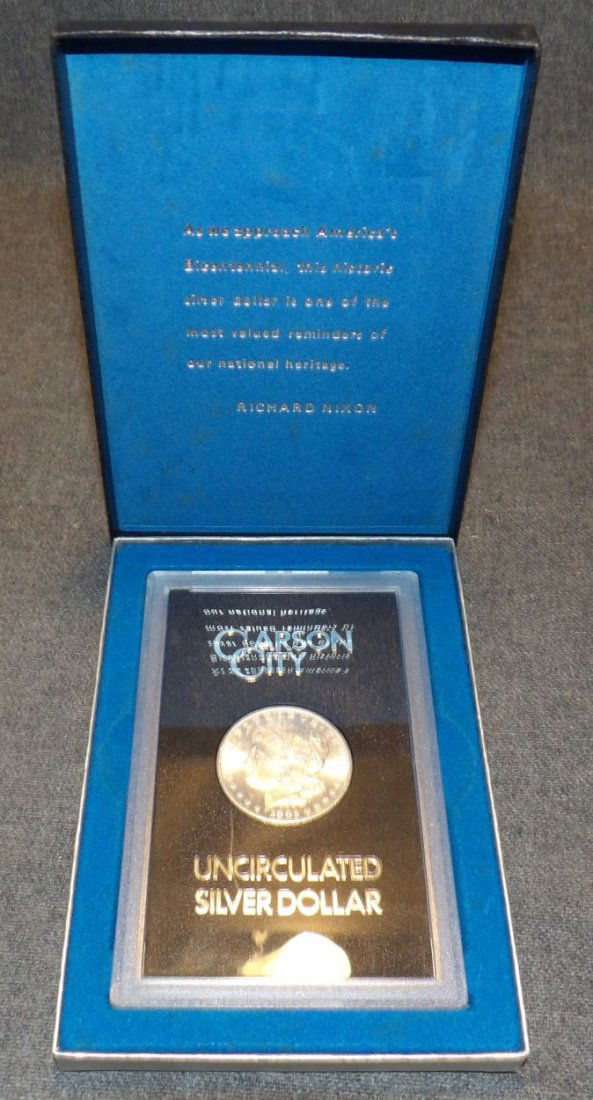 As we approach America's
Bicentennial, this historic
silver dollar is one of the
most valued reminders of
our national heritage.
RICHARD NIXON
CARSON
CITY
UNCIRCULATED
SILVER DOLLAR